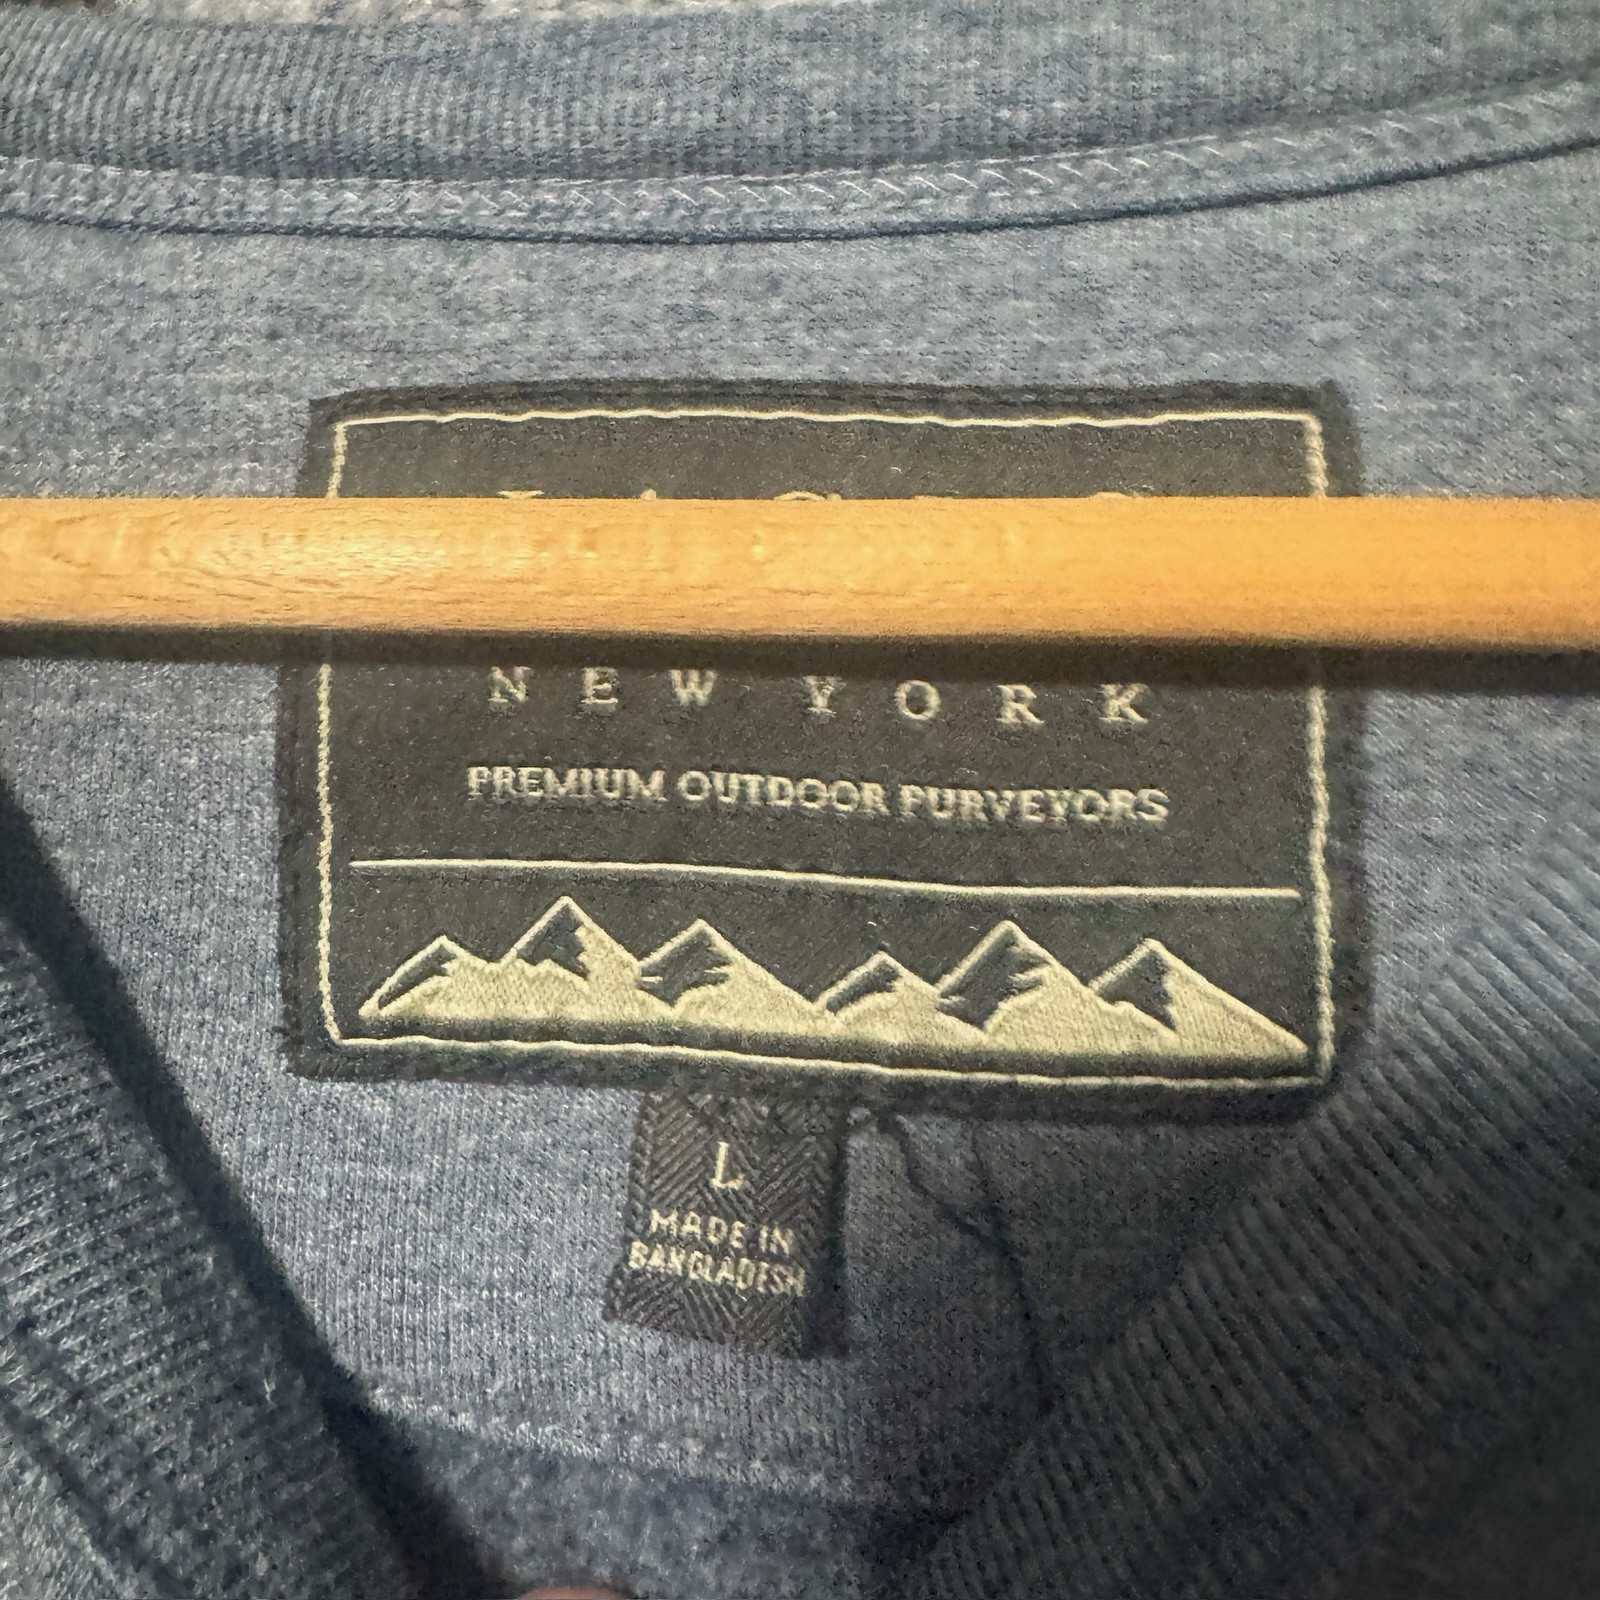 NEW YORK
PREMIUM OUTDOOR PURVEYORS
L
MADE IN
BANGLADESH